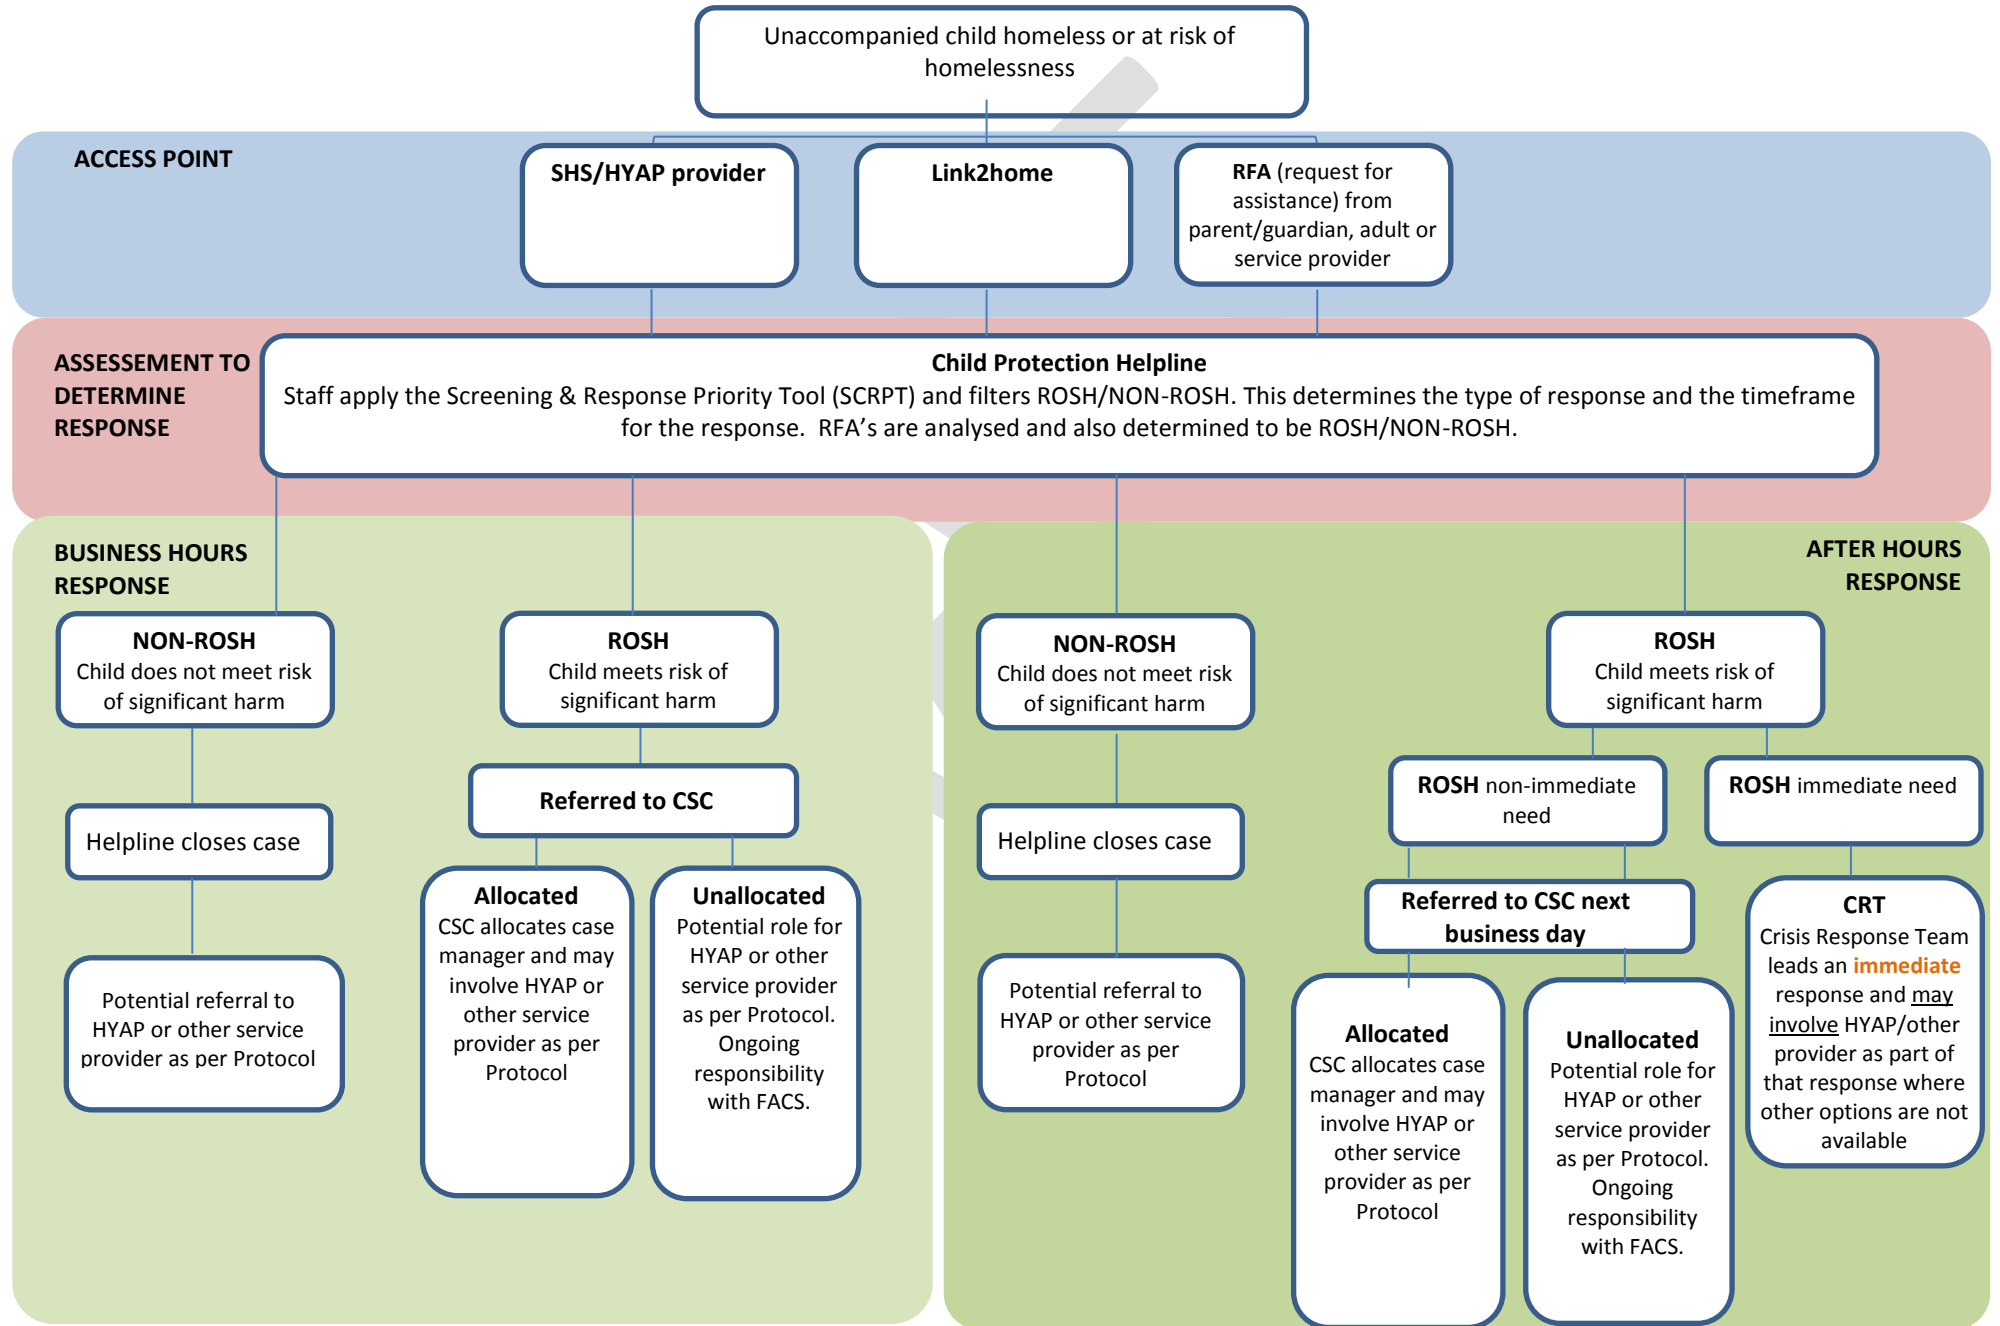 Unaccompanied child homeless or at risk of
homelessness
ACCESS POINT
SHS/HYAP provider
Link2home
RFA (request for
assistance) from
parent/guardian, adult or
service provider
ASSESSEMENT TO
DETERMINE
RESPONSE
Child Protection Helpline
Staff apply the Screening & Response Priority Tool (SCRPT) and filters ROSH/NON-ROSH. This determines the type of response and the timeframe
for the response.  RFA's are analysed and also determined to be ROSH/NON-ROSH.
BUSINESS HOURS
RESPONSE
NON-ROSH
Child does not meet risk
of significant harm
Helpline closes case
Potential referral to
HYAP or other service
provider as per Protocol
ROSH
Child meets risk of
significant harm
Referred to CSC
Allocated
CSC allocates case
manager and may
involve HYAP or
other service
provider as per
Protocol
Unallocated
Potential role for
HYAP or other
service provider
as per Protocol.
Ongoing
responsibility
with FACS.
AFTER HOURS
RESPONSE
NON-ROSH
Child does not meet risk
of significant harm
Helpline closes case
Potential referral to
HYAP or other service
provider as per
Protocol
ROSH
Child meets risk of
significant harm
ROSH non-immediate
need
Referred to CSC next
business day
Allocated
CSC allocates case
manager and may
involve HYAP or
other service
provider as per
Protocol
Unallocated
Potential role for
HYAP or other
service provider
as per Protocol.
Ongoing
responsibility
with FACS.
ROSH immediate need
CRT
Crisis Response Team
leads an immediate
response and may
involve HYAP/other
provider as part of
that response where
other options are not
available